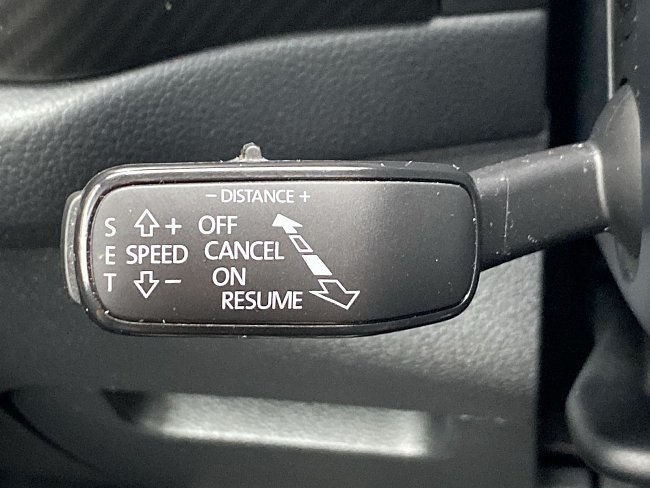 − DISTANCE +
S + OFF
E SPEED CANCEL
T − ON
RESUME